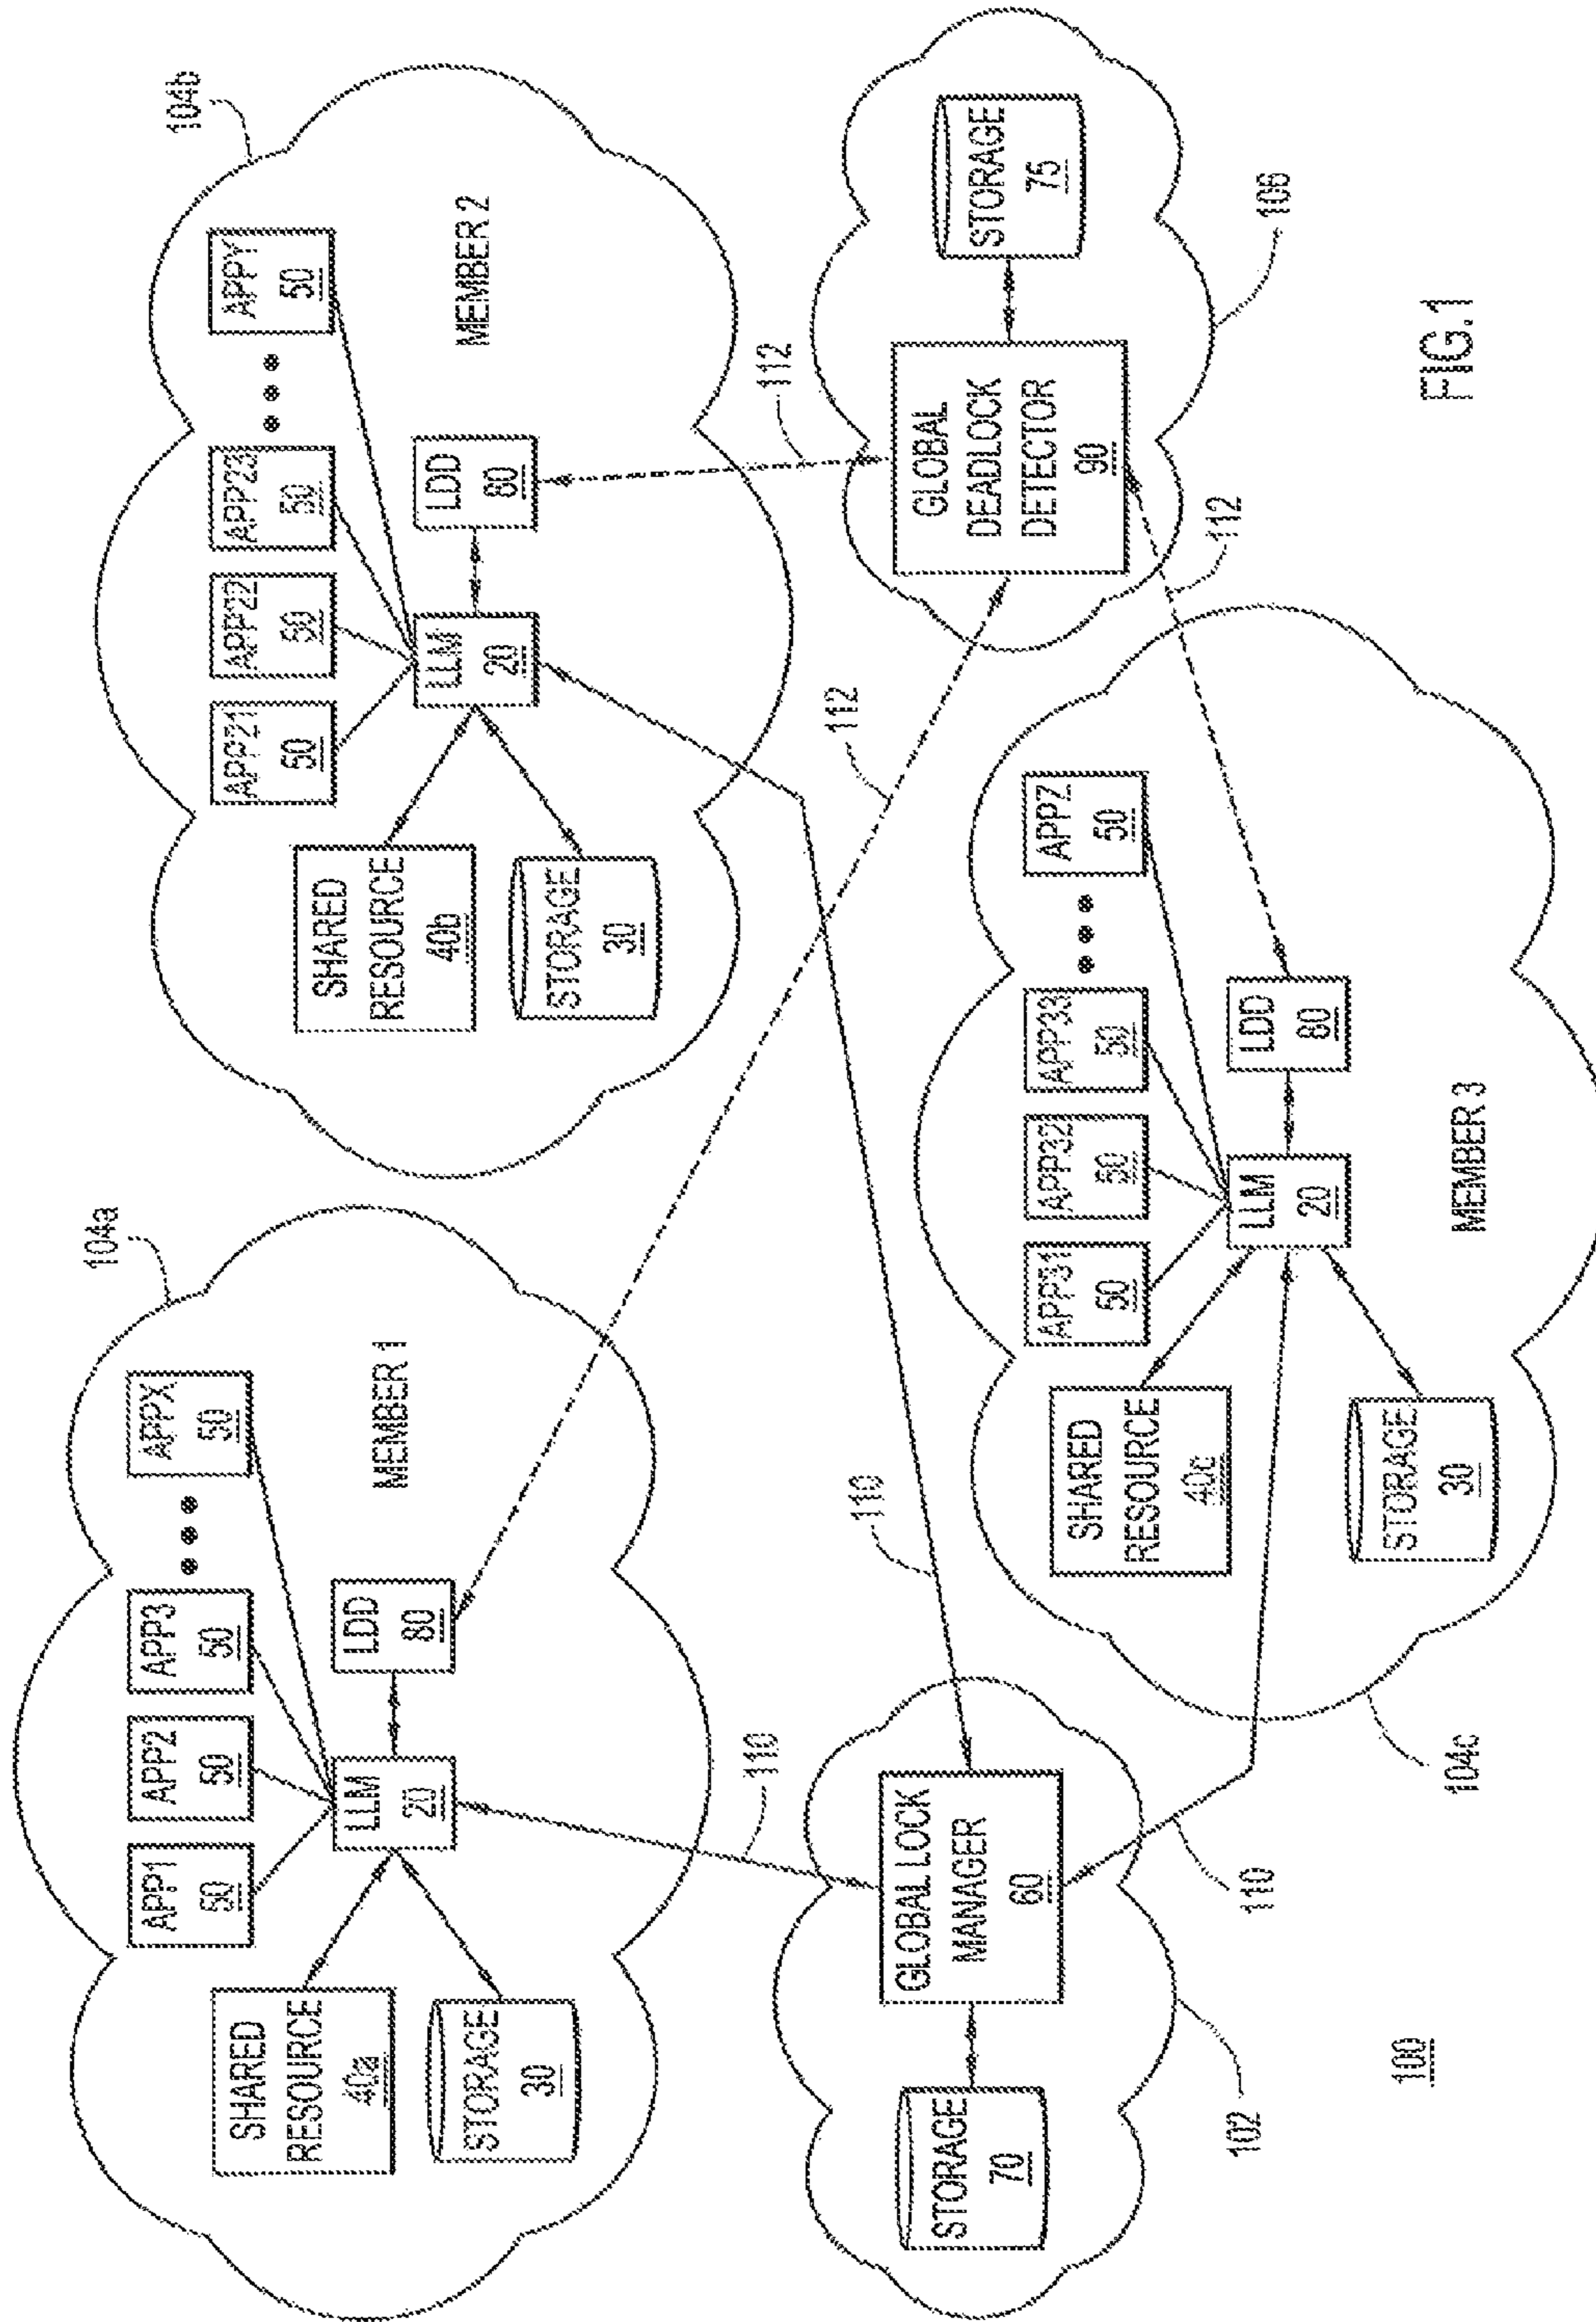 104a
APP1
50
APP2
50
APP3
50
APPX
50
SHARED
RESOURCE
40a
STORAGE
30
LLM
20
LDD
80
MEMBER 1
104b
APP21
50
APP22
50
APP23
50
APPY
50
SHARED
RESOURCE
40b
STORAGE
30
LLM
20
LDD
80
MEMBER 2
110
112
112
STORAGE
70
GLOBAL LOCK
MANAGER
60
102
110
110
GLOBAL
DEADLOCK
DETECTOR
90
STORAGE
75
106
112
APP31
50
APP32
50
APP33
50
APPZ
50
SHARED
RESOURCE
40c
STORAGE
30
LLM
20
LDD
80
MEMBER 3
104c
100
FIG.1